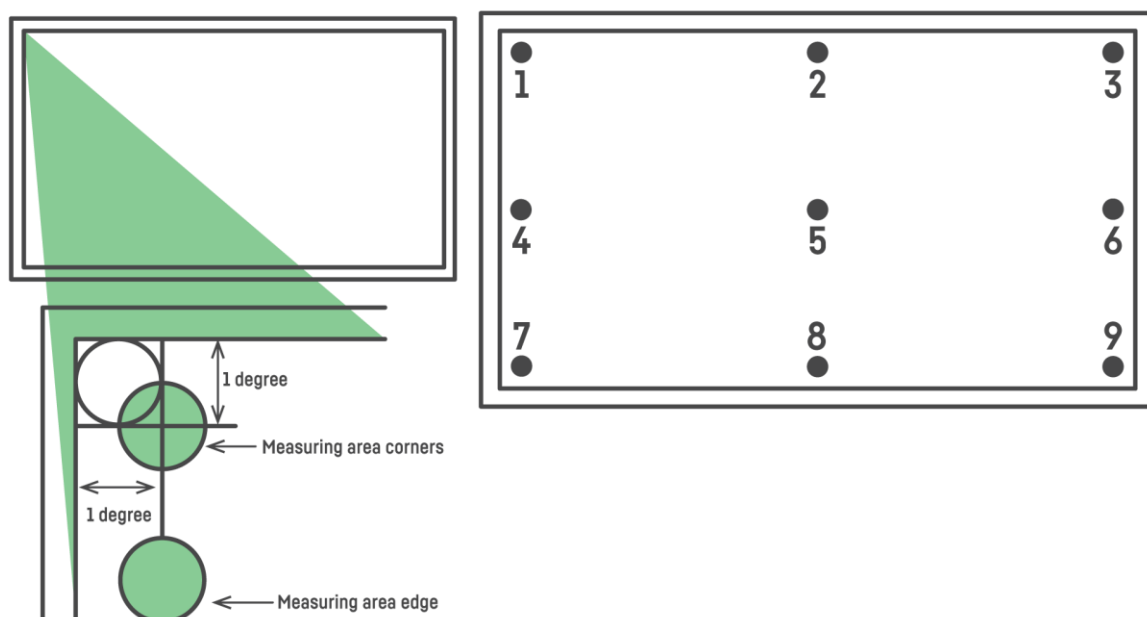 1 2 3
4 5 6
7 8 9
1 degree
Measuring area corners
1 degree
Measuring area edge